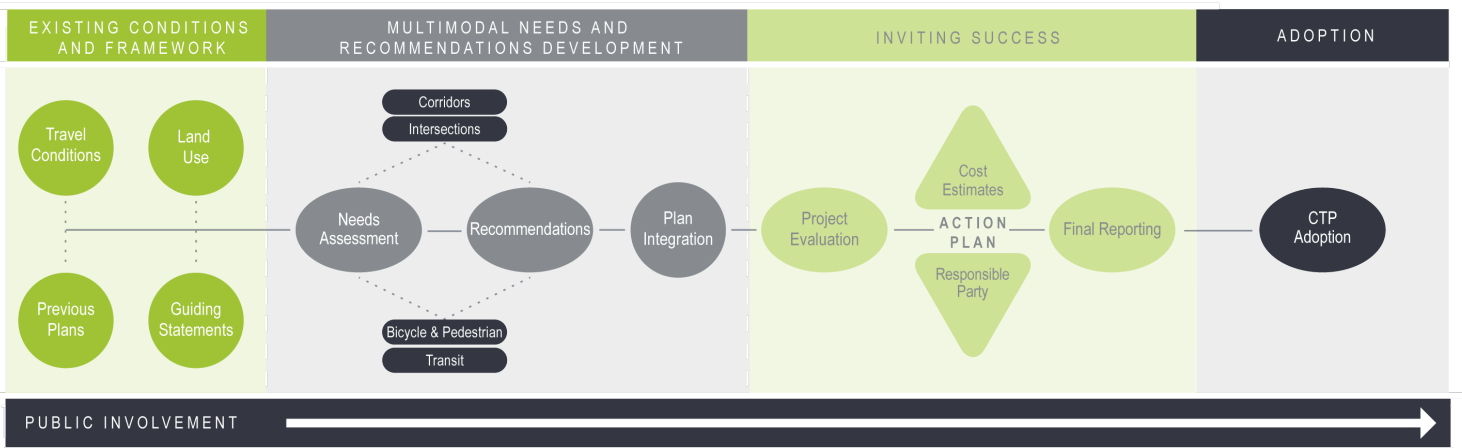 EXISTING CONDITIONS
AND FRAMEWORK
MULTIMODAL NEEDS AND
RECOMMENDATIONS DEVELOPMENT
INVITING SUCCESS
ADOPTION
Travel
Conditions
Land
Use
Previous
Plans
Guiding
Statements
Corridors
Intersections
Needs
Assessment
Recommendations
Plan
Integration
Bicycle & Pedestrian
Transit
Project
Evaluation
Cost
Estimates
ACTION
PLAN
Responsible
Party
Final Reporting
CTP
Adoption
PUBLIC INVOLVEMENT